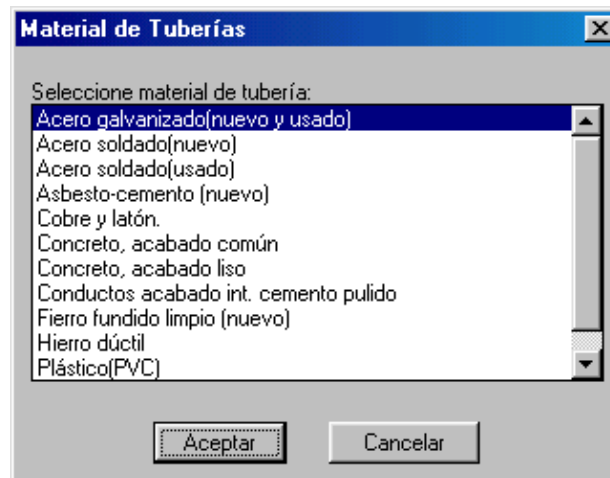 Material de Tuberías
Seleccione material de tubería:
Acero galvanizado(nuevo y usado)
Acero soldado(nuevo)
Acero soldado(usado)
Asbesto-cemento (nuevo)
Cobre y latón.
Concreto, acabado común
Concreto, acabado liso
Conductos acabado int. cemento pulido
Fierro fundido limpio (nuevo)
Hierro dúctil
Plástico(PVC)
Aceptar Cancelar